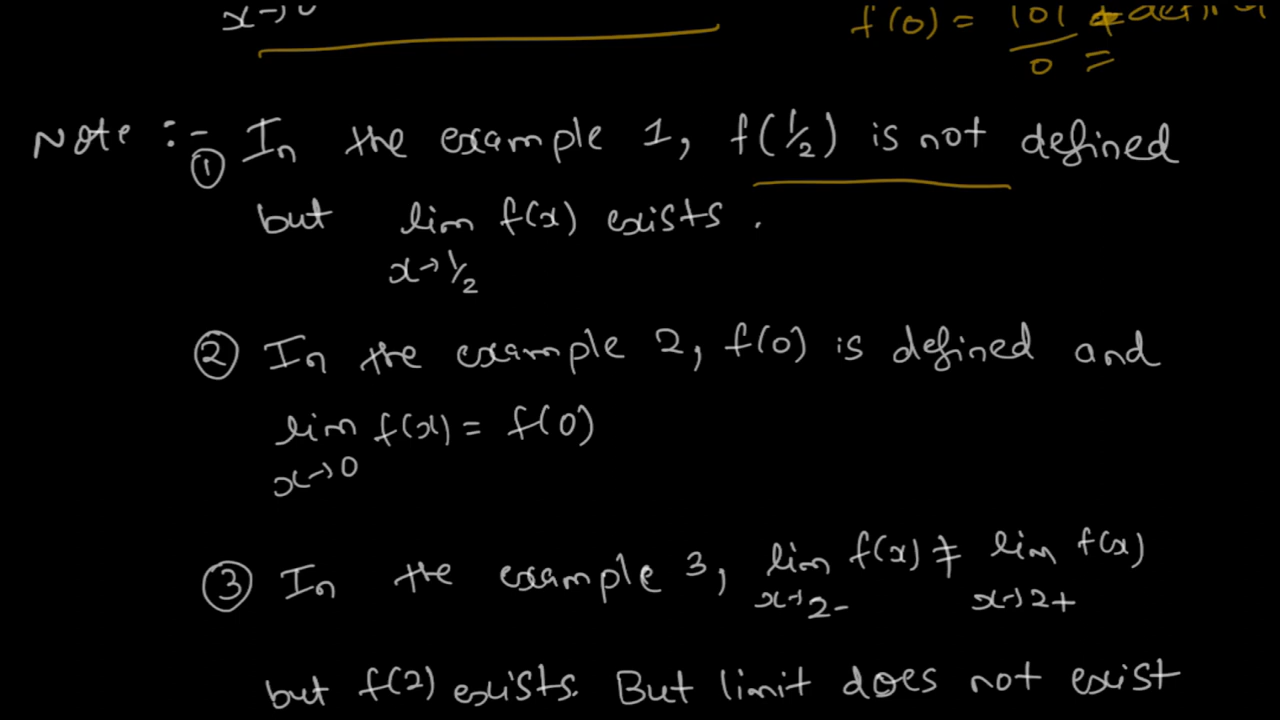 x→0
f(0) = |0|
0 =
Note :- ① In the example 1, f(1/2) is not defined
but lim f(x) exists.
x→1/2
② In the example 2, f(0) is defined and
lim f(x) = f(0)
x→0
③ In the example 3, lim f(x) ≠ lim f(x)
x→2- x→2+
but f(2) exists. But limit does not exist